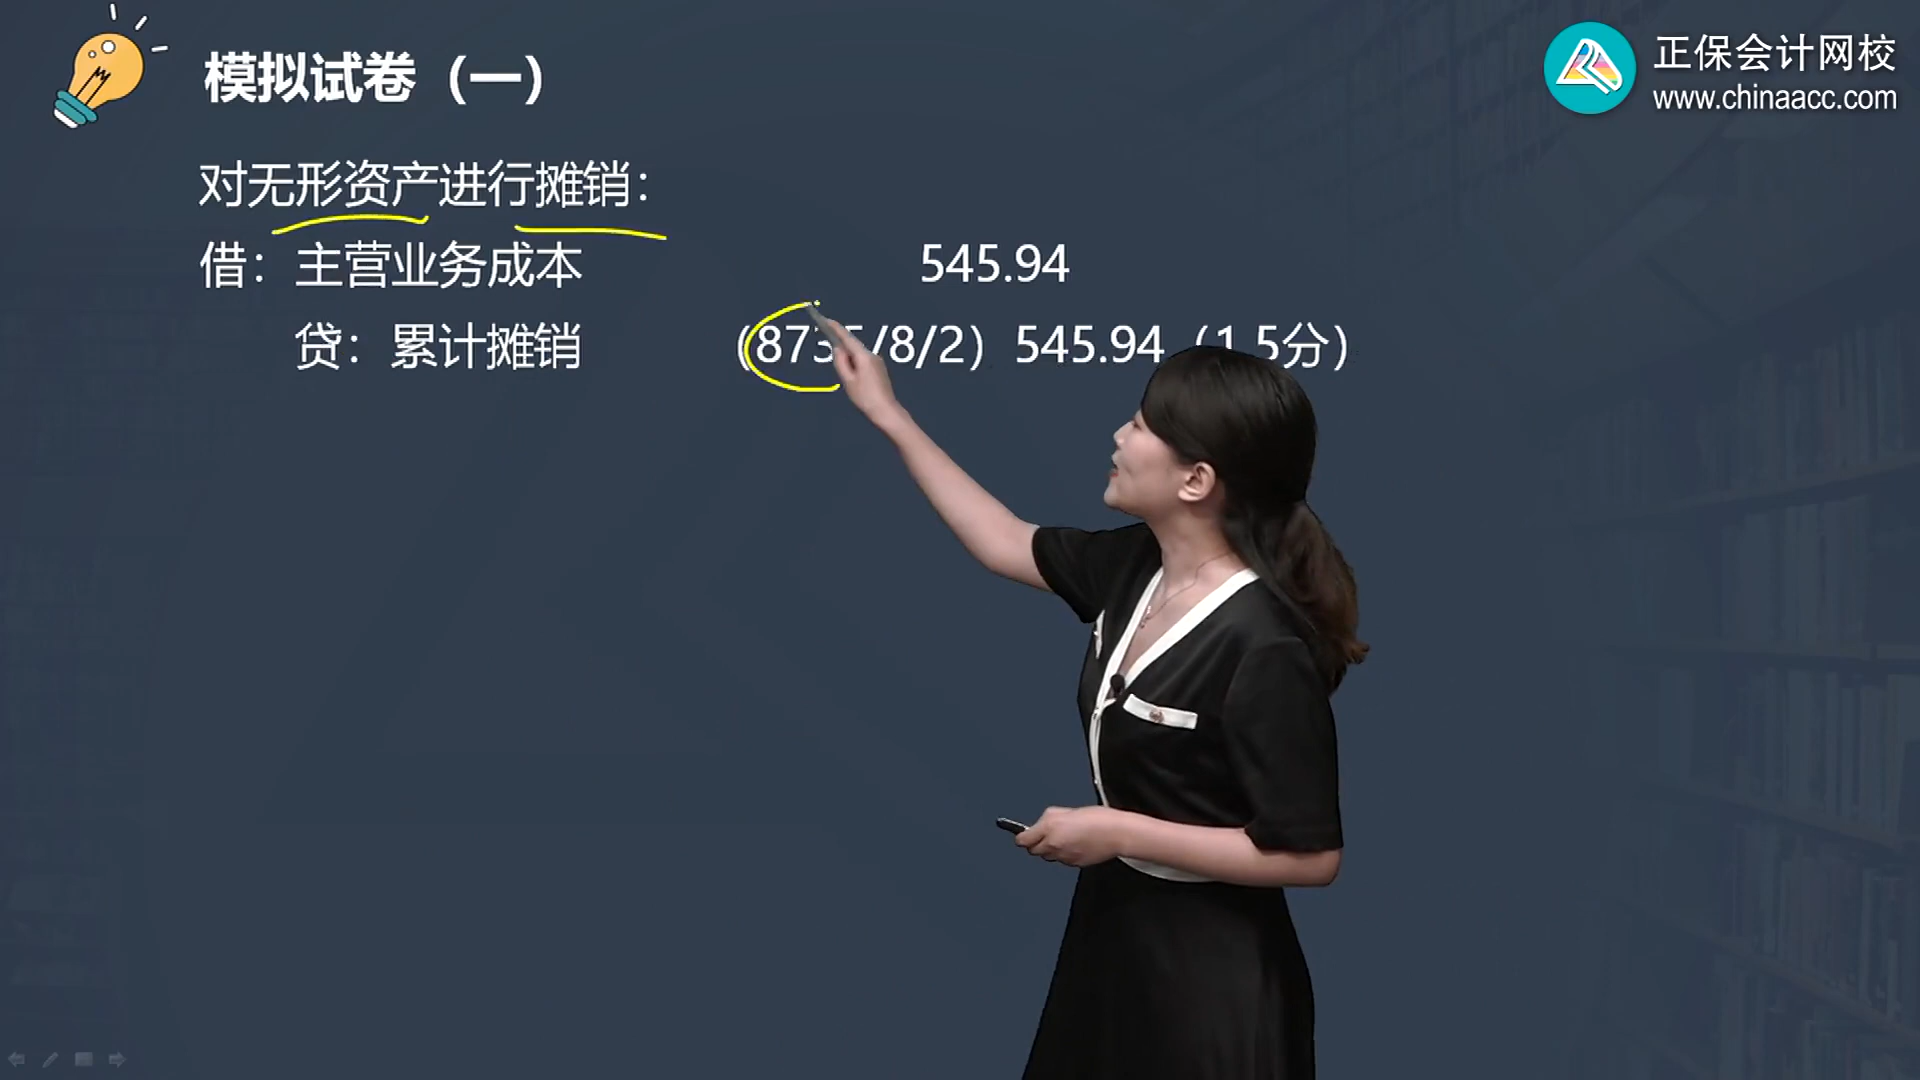 模拟试卷（一）
正保会计网校
www.chinaacc.com
对无形资产进行摊销：
借：主营业务成本 545.94
贷：累计摊销 （8735/8/2）545.94（1.5分）